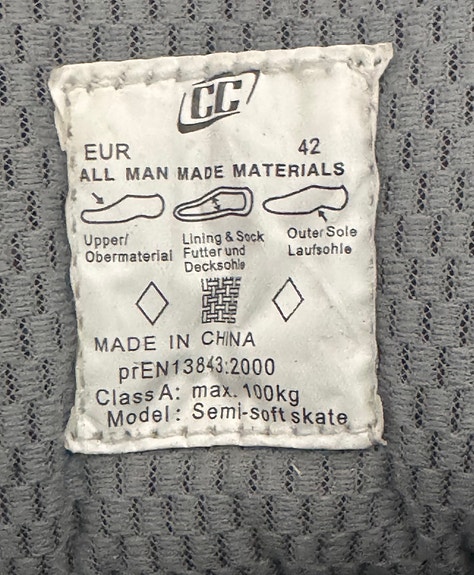 CC
EUR 42
ALL MAN MADE MATERIALS
Upper/ Lining & Sock Outer Sole
Obermaterial Futter und Laufsohle
Decksohle
MADE IN CHINA
prEN13843:2000
Class A: max. 100kg
Model: Semi-soft skate